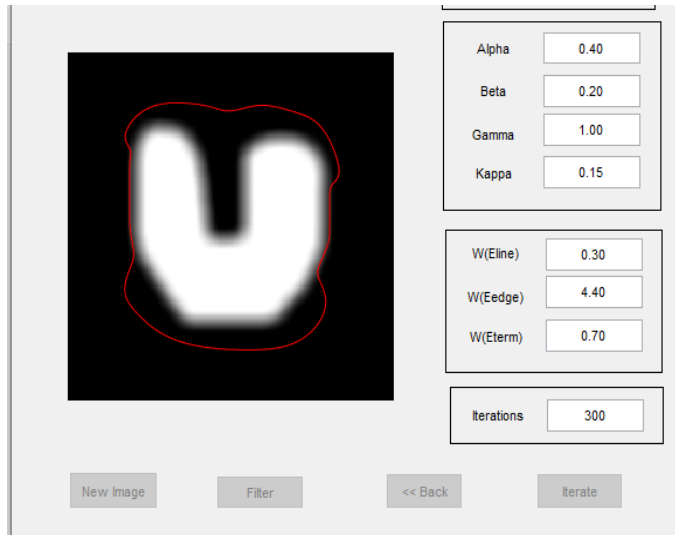 Alpha 0.40
Beta 0.20
Gamma 1.00
Kappa 0.15
W(Eline) 0.30
W(Eedge) 4.40
W(Eterm) 0.70
Iterations 300
New Image Filter << Back Iterate